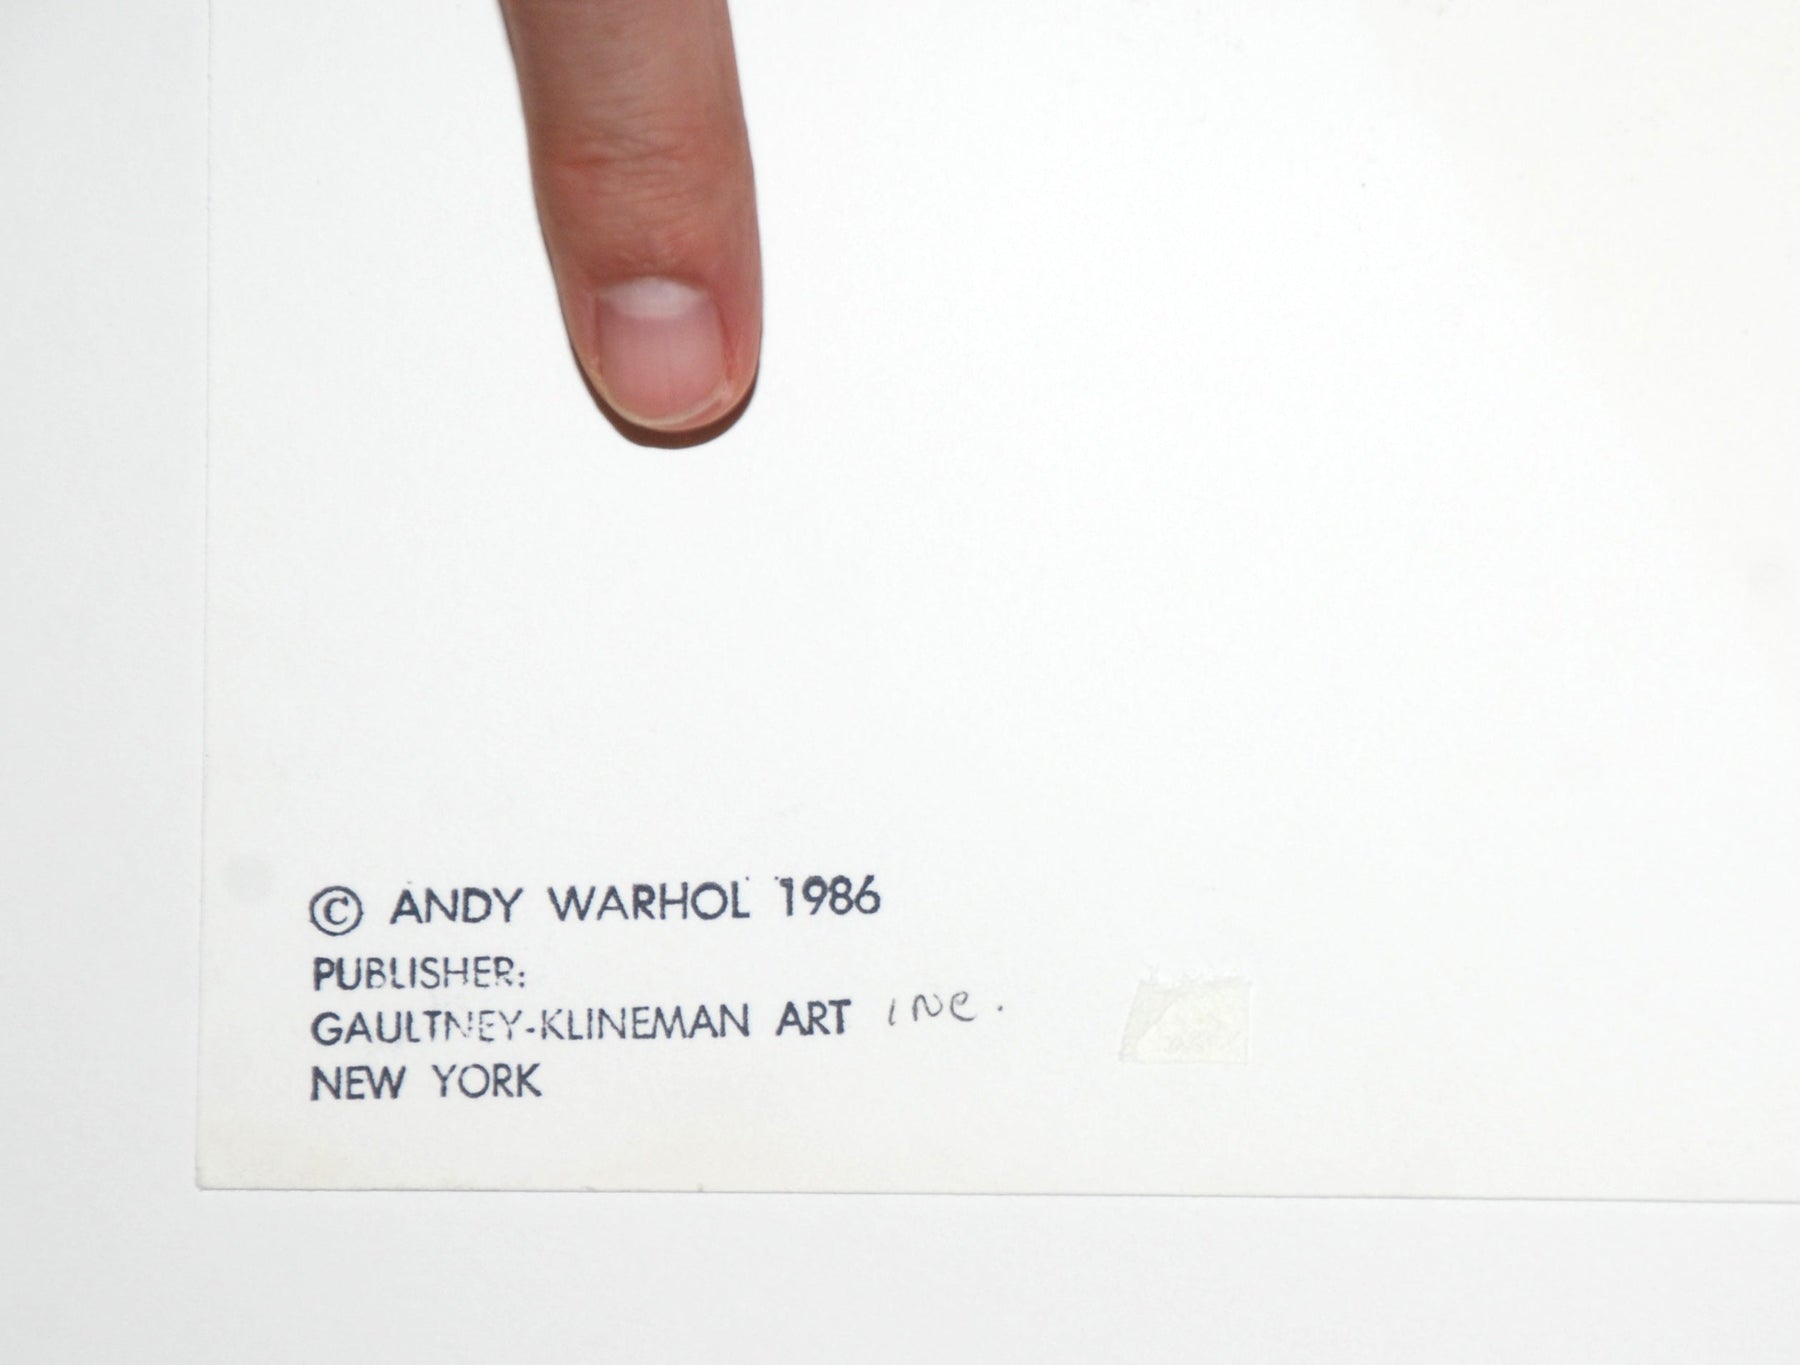 © ANDY WARHOL 1986
PUBLISHER:
GAULTNEY-KLINEMAN ART INC.
NEW YORK